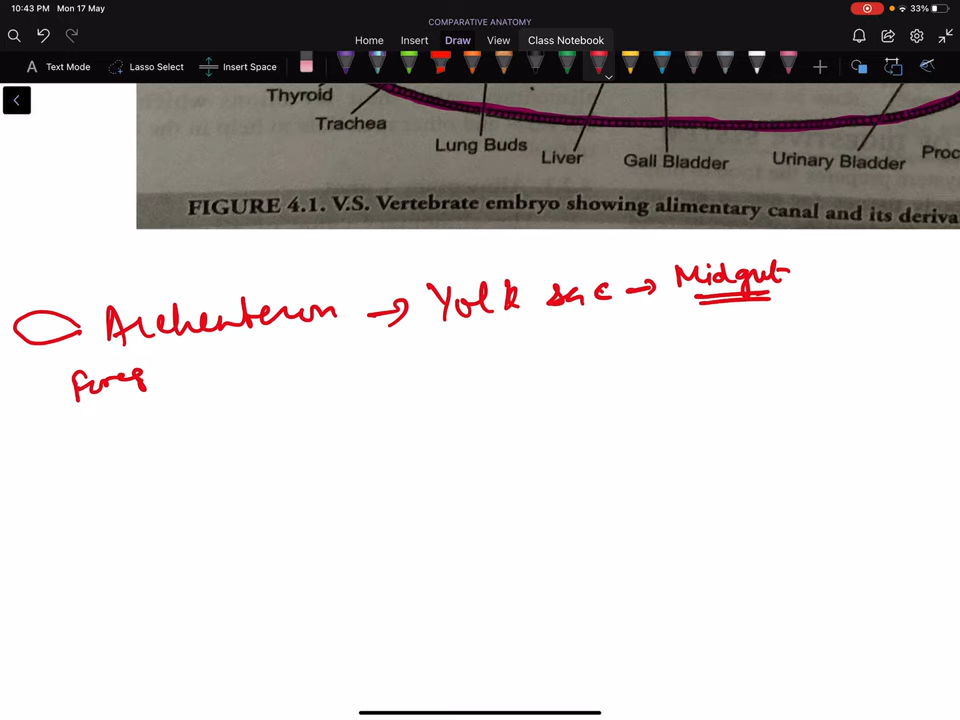 10:43 PM Mon 17 May 33%
COMPARATIVE ANATOMY
Home Insert Draw View Class Notebook
Text Mode Lasso Select Insert Space
Thyroid
Trachea
Lung Buds
Liver
Gall Bladder
Urinary Bladder
Proc
FIGURE 4.1. V.S. Vertebrate embryo showing alimentary canal and its deriva
Archenteron → Yolk sac → Midgut
Foreg